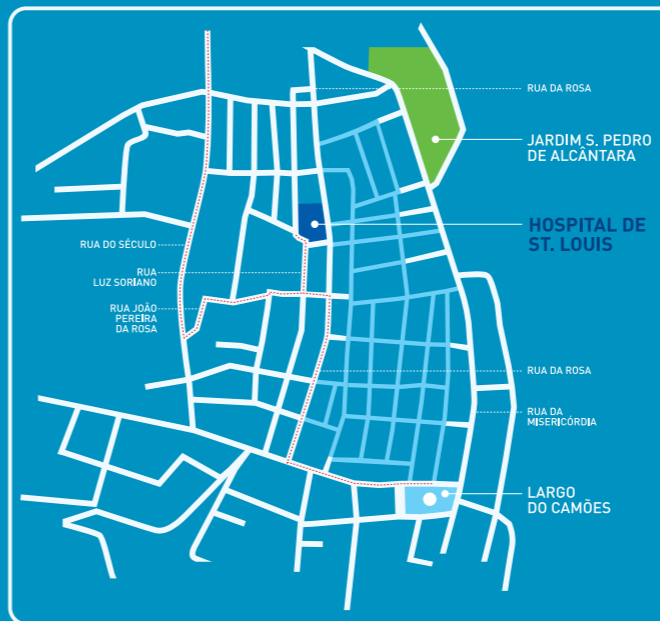 RUA DA ROSA
JARDIM S. PEDRO
DE ALCÂNTARA
HOSPITAL DE
ST. LOUIS
RUA DO SÉCULO
RUA
LUZ SORIANO
RUA JOÃO
PEREIRA
DA ROSA
RUA DA ROSA
RUA DA
MISERICÓRDIA
LARGO
DO CAMÕES